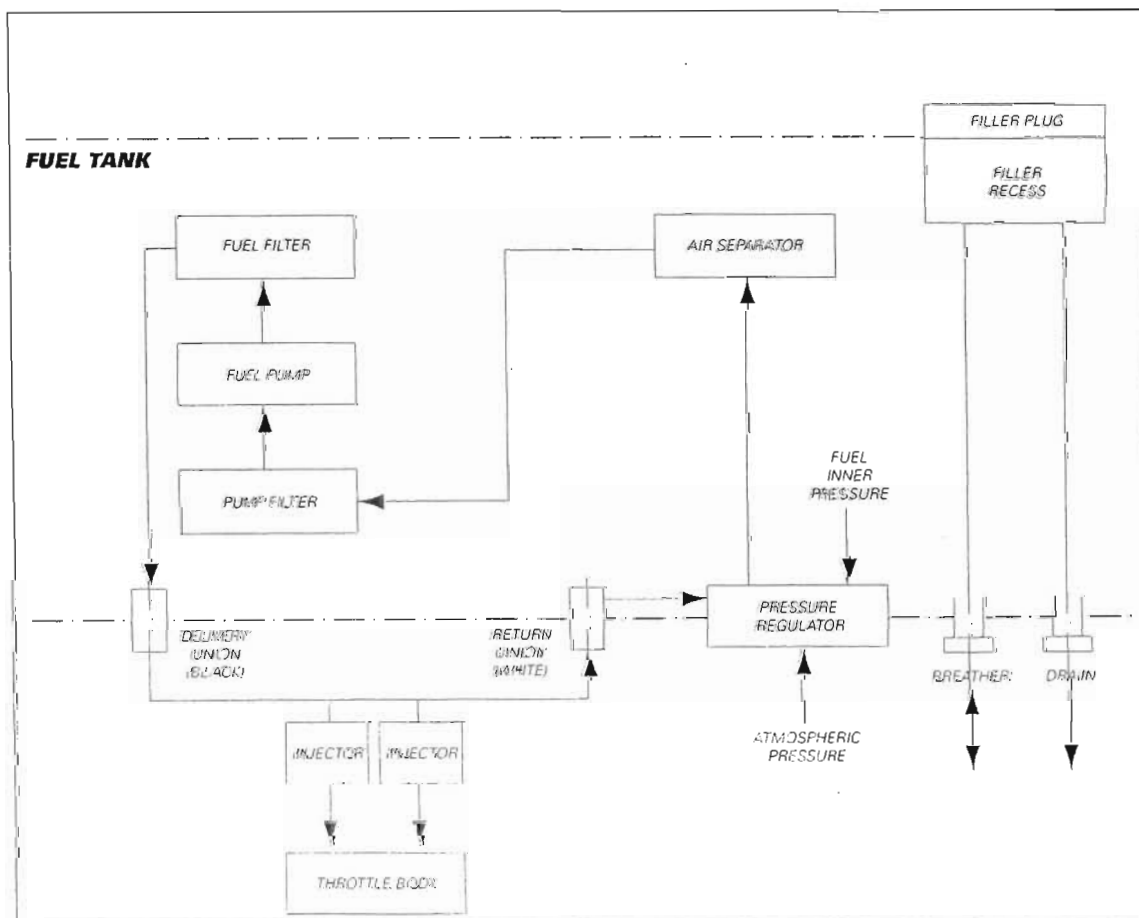 FILLER PLUG
FUEL TANK
FILLER
RECESS
FUEL FILTER
AIR SEPARATOR
FUEL PUMP
FUEL
INNER
PRESSURE
PUMP FILTER
PRESSURE
REGULATOR
DELIVERY
UNION
(BLACK)
RETURN
UNION
(WHITE)
BREATHER
DRAIN
INJECTOR
INJECTOR
ATMOSPHERIC
PRESSURE
THROTTLE BODY